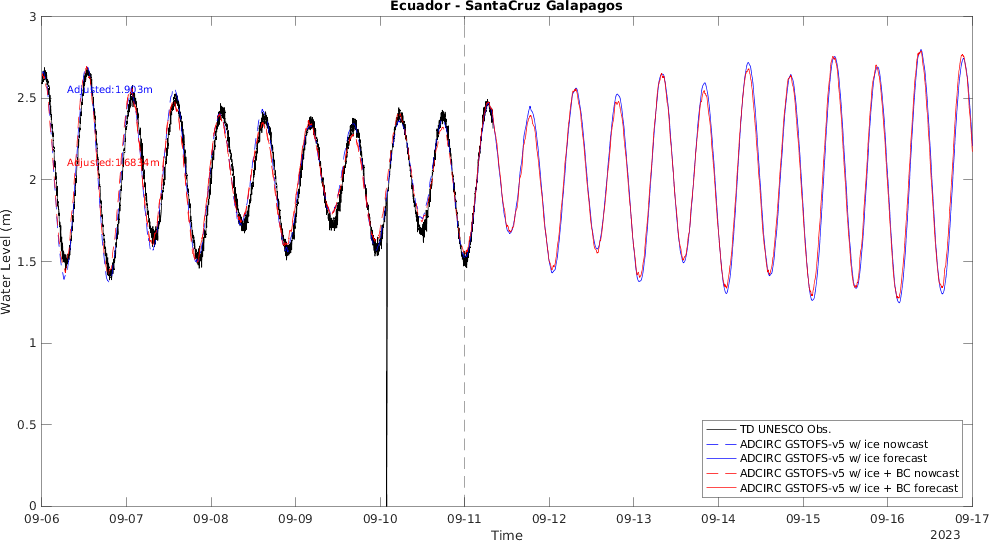 Ecuador - SantaCruz Galapagos
3
2.5
2
1.5
1
0.5
0
Water Level (m)
Adjusted:1.903m
Adjusted:1.6814m
TD UNESCO Obs.
ADCIRC GSTOFS-v5 w/ ice nowcast
ADCIRC GSTOFS-v5 w/ ice forecast
ADCIRC GSTOFS-v5 w/ ice + BC nowcast
ADCIRC GSTOFS-v5 w/ ice + BC forecast
09-06 09-07 09-08 09-09 09-10 09-11 09-12 09-13 09-14 09-15 09-16 09-17
Time
2023